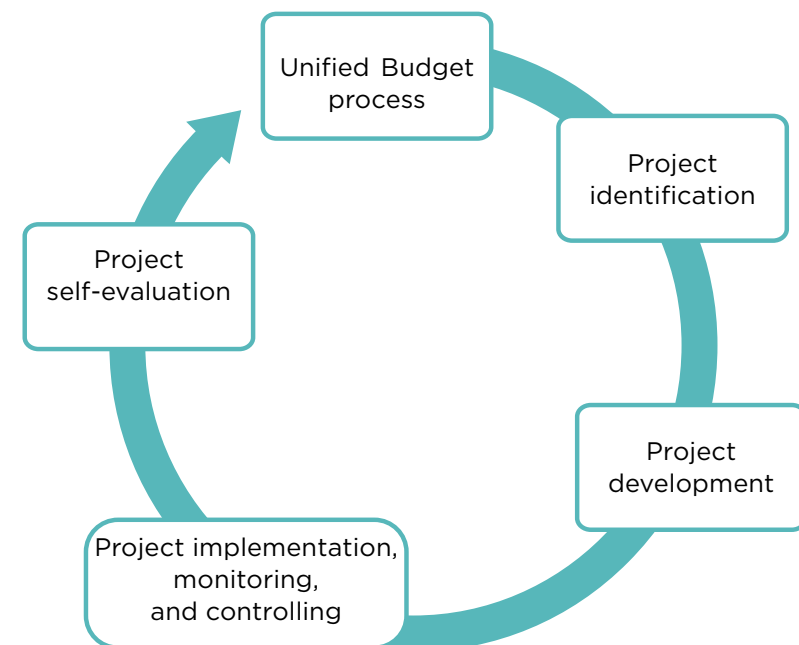 Unified Budget
process
Project
identification
Project
development
Project implementation,
monitoring,
and controlling
Project
self-evaluation